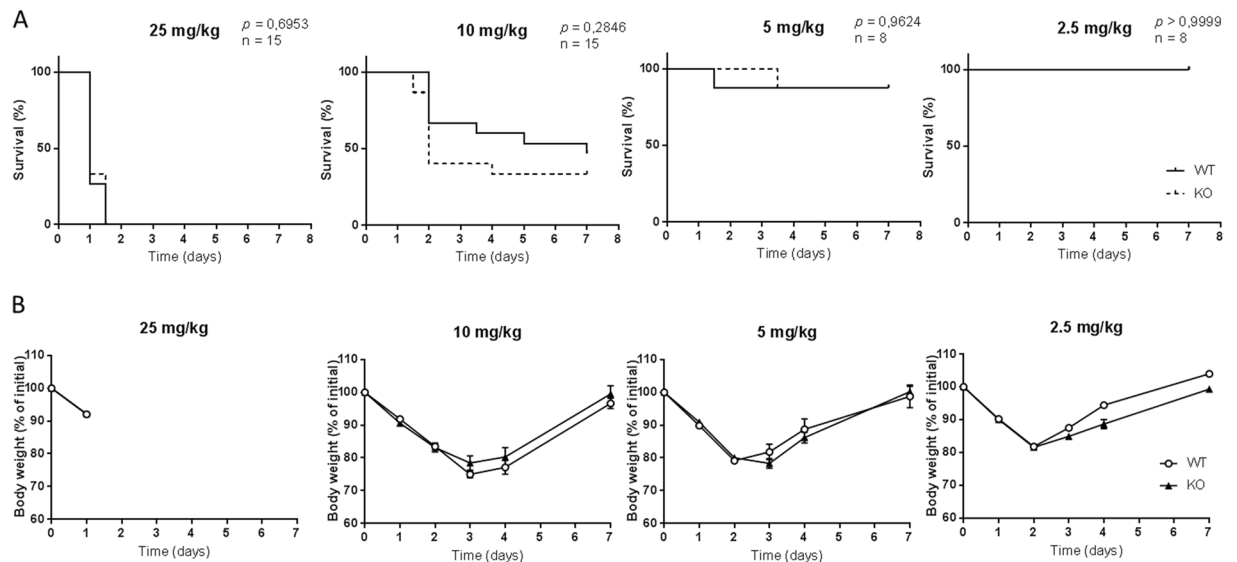 A
25 mg/kg
p = 0,6953
n = 15
10 mg/kg
p = 0,2846
n = 15
5 mg/kg
p = 0,9624
n = 8
2.5 mg/kg
p > 0,9999
n = 8
Survival (%)
100
50
0
0 1 2 3 4 5 6 7 8
Time (days)
Survival (%)
100
50
0
0 1 2 3 4 5 6 7 8
Time (days)
Survival (%)
100
50
0
0 1 2 3 4 5 6 7 8
Time (days)
Survival (%)
100
50
0
0 1 2 3 4 5 6 7 8
Time (days)
WT
KO
B
25 mg/kg
Body weight (% of initial)
110
100
90
80
70
60
0 1 2 3 4 5 6 7
Time (days)
10 mg/kg
Body weight (% of initial)
110
100
90
80
70
60
0 1 2 3 4 5 6 7
Time (days)
5 mg/kg
Body weight (% of initial)
110
100
90
80
70
60
0 1 2 3 4 5 6 7
Time (days)
2.5 mg/kg
Body weight (% of initial)
110
100
90
80
70
60
0 1 2 3 4 5 6 7
Time (days)
WT
KO